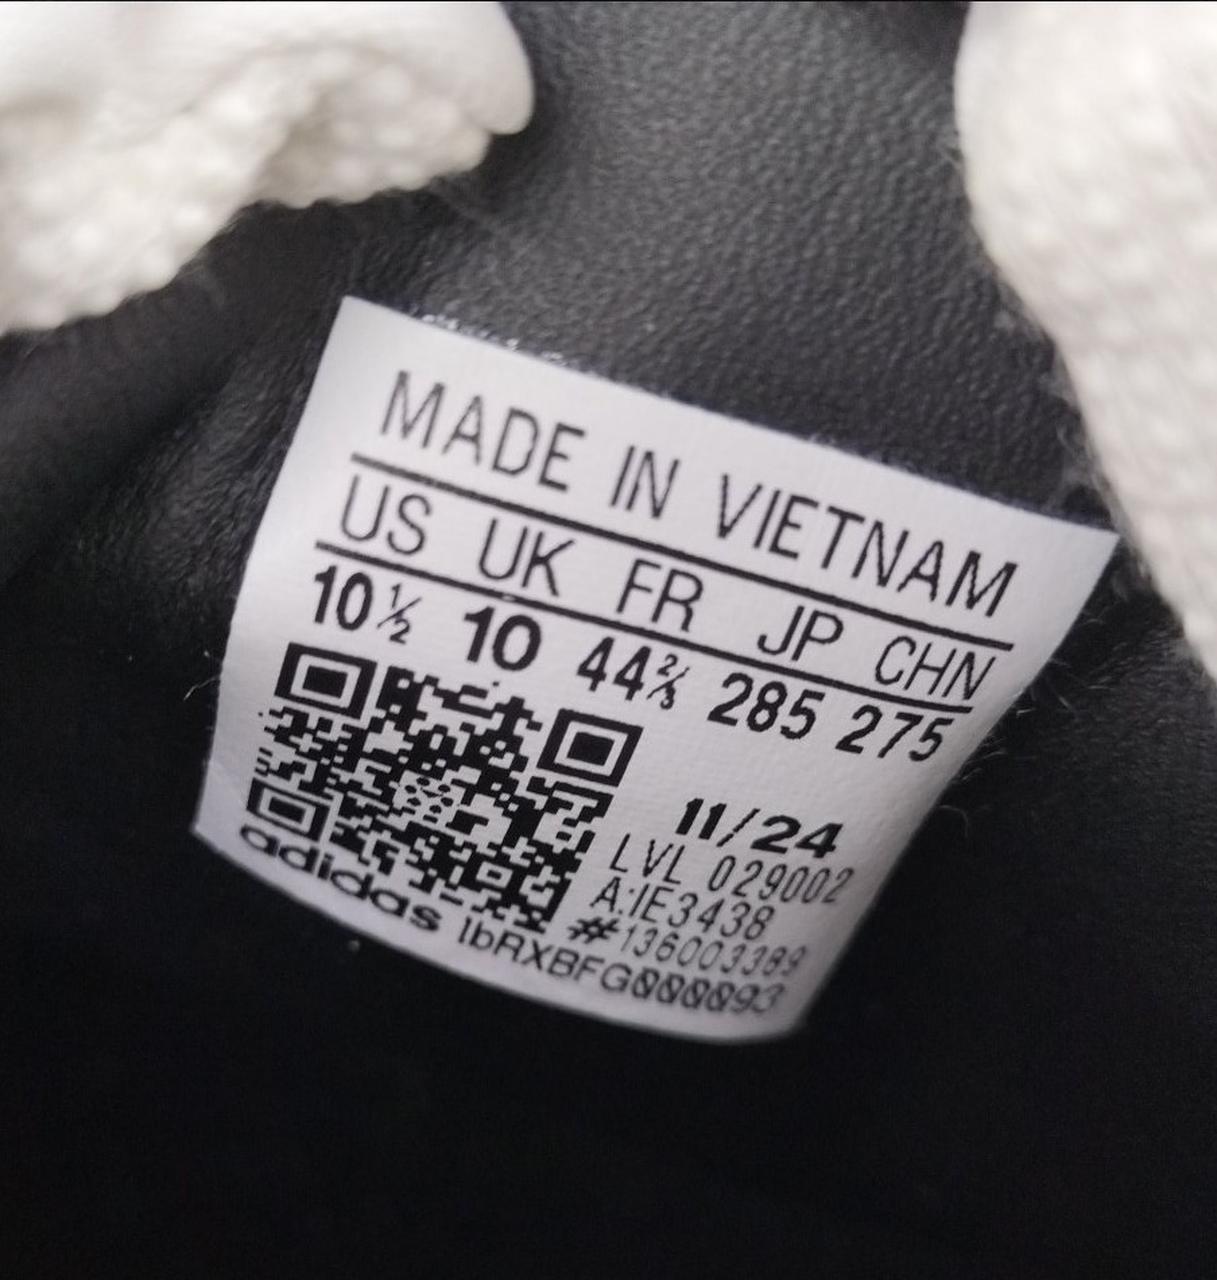 MADE IN VIETNAM
US UK FR JP CHN
10½ 10 44⅔ 285 275
11/24
LVL 029002
A:IE3438
#136003389
adidas IbRXBFG000093